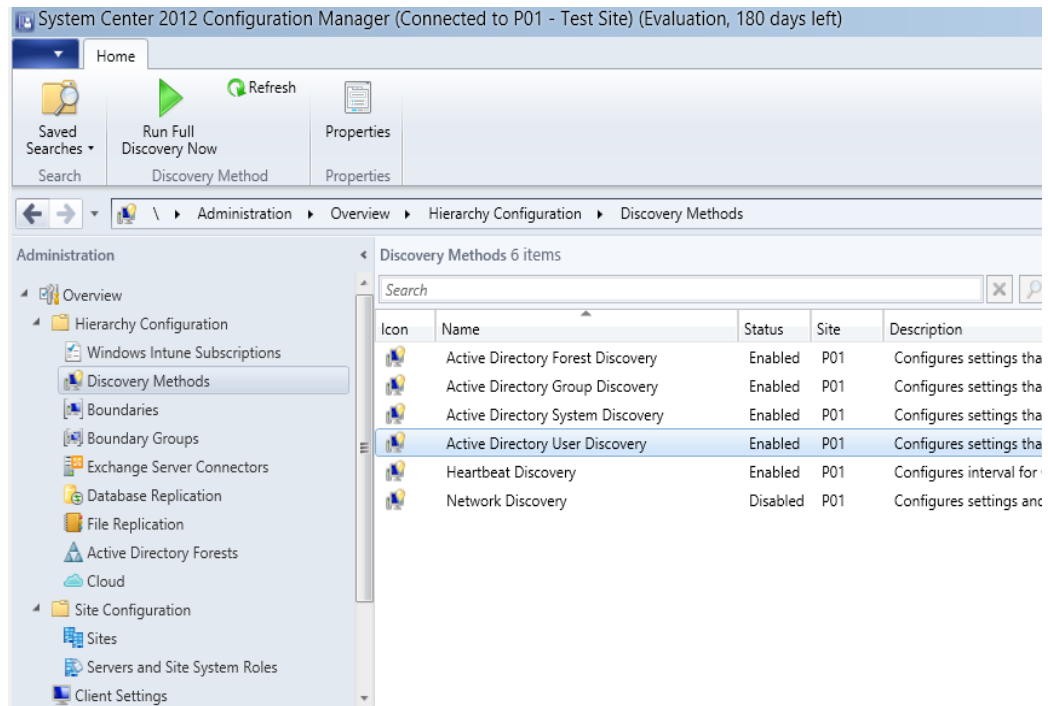 System Center 2012 Configuration Manager (Connected to P01 - Test Site) (Evaluation, 180 days left)
Home
Saved Searches
Run Full Discovery Now
Refresh
Properties
Search
Discovery Method
Properties
\ Administration Overview Hierarchy Configuration Discovery Methods
Administration
Overview
Hierarchy Configuration
Windows Intune Subscriptions
Discovery Methods
Boundaries
Boundary Groups
Exchange Server Connectors
Database Replication
File Replication
Active Directory Forests
Cloud
Site Configuration
Sites
Servers and Site System Roles
Client Settings
Discovery Methods 6 items
Search
Icon Name Status Site Description
Active Directory Forest Discovery Enabled P01 Configures settings tha
Active Directory Group Discovery Enabled P01 Configures settings tha
Active Directory System Discovery Enabled P01 Configures settings tha
Active Directory User Discovery Enabled P01 Configures settings tha
Heartbeat Discovery Enabled P01 Configures interval for
Network Discovery Disabled P01 Configures settings and